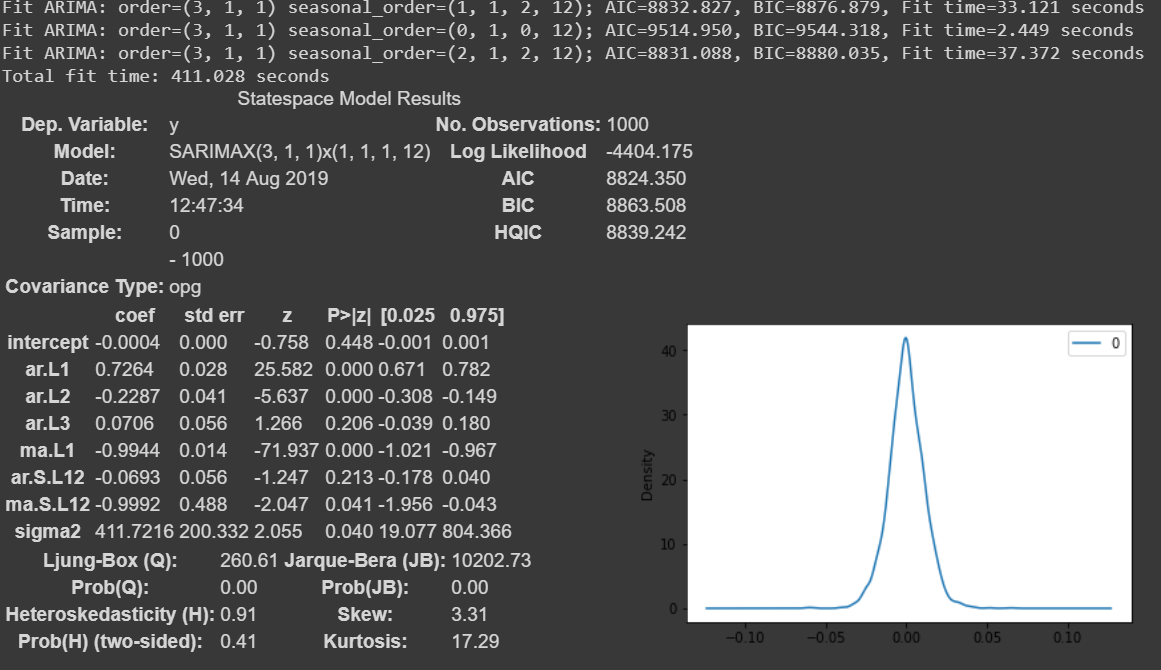 Fit ARIMA: order=(3, 1, 1) seasonal_order=(1, 1, 2, 12); AIC=8832.827, BIC=8876.879, Fit time=33.121 seconds
Fit ARIMA: order=(3, 1, 1) seasonal_order=(0, 1, 0, 12); AIC=9514.950, BIC=9544.318, Fit time=2.449 seconds
Fit ARIMA: order=(3, 1, 1) seasonal_order=(2, 1, 2, 12); AIC=8831.088, BIC=8880.035, Fit time=37.372 seconds
Total fit time: 411.028 seconds
Statespace Model Results
Dep. Variable: y No. Observations: 1000
Model: SARIMAX(3, 1, 1)x(1, 1, 1, 12) Log Likelihood -4404.175
Date: Wed, 14 Aug 2019 AIC 8824.350
Time: 12:47:34 BIC 8863.508
Sample: 0 HQIC 8839.242
- 1000
Covariance Type: opg
coef std err z P>|z| [0.025 0.975]
intercept -0.0004 0.000 -0.758 0.448 -0.001 0.001
ar.L1 0.7264 0.028 25.582 0.000 0.671 0.782
ar.L2 -0.2287 0.041 -5.637 0.000 -0.308 -0.149
ar.L3 0.0706 0.056 1.266 0.206 -0.039 0.180
ma.L1 -0.9944 0.014 -71.937 0.000 -1.021 -0.967
ar.S.L12 -0.0693 0.056 -1.247 0.213 -0.178 0.040
ma.S.L12 -0.9992 0.488 -2.047 0.041 -1.956 -0.043
sigma2 411.7216 200.332 2.055 0.040 19.077 804.366
Ljung-Box (Q): 260.61 Jarque-Bera (JB): 10202.73
Prob(Q): 0.00 Prob(JB): 0.00
Heteroskedasticity (H): 0.91 Skew: 3.31
Prob(H) (two-sided): 0.41 Kurtosis: 17.29
0
40
30
20
10
0
Density
−0.10 −0.05 0.00 0.05 0.10